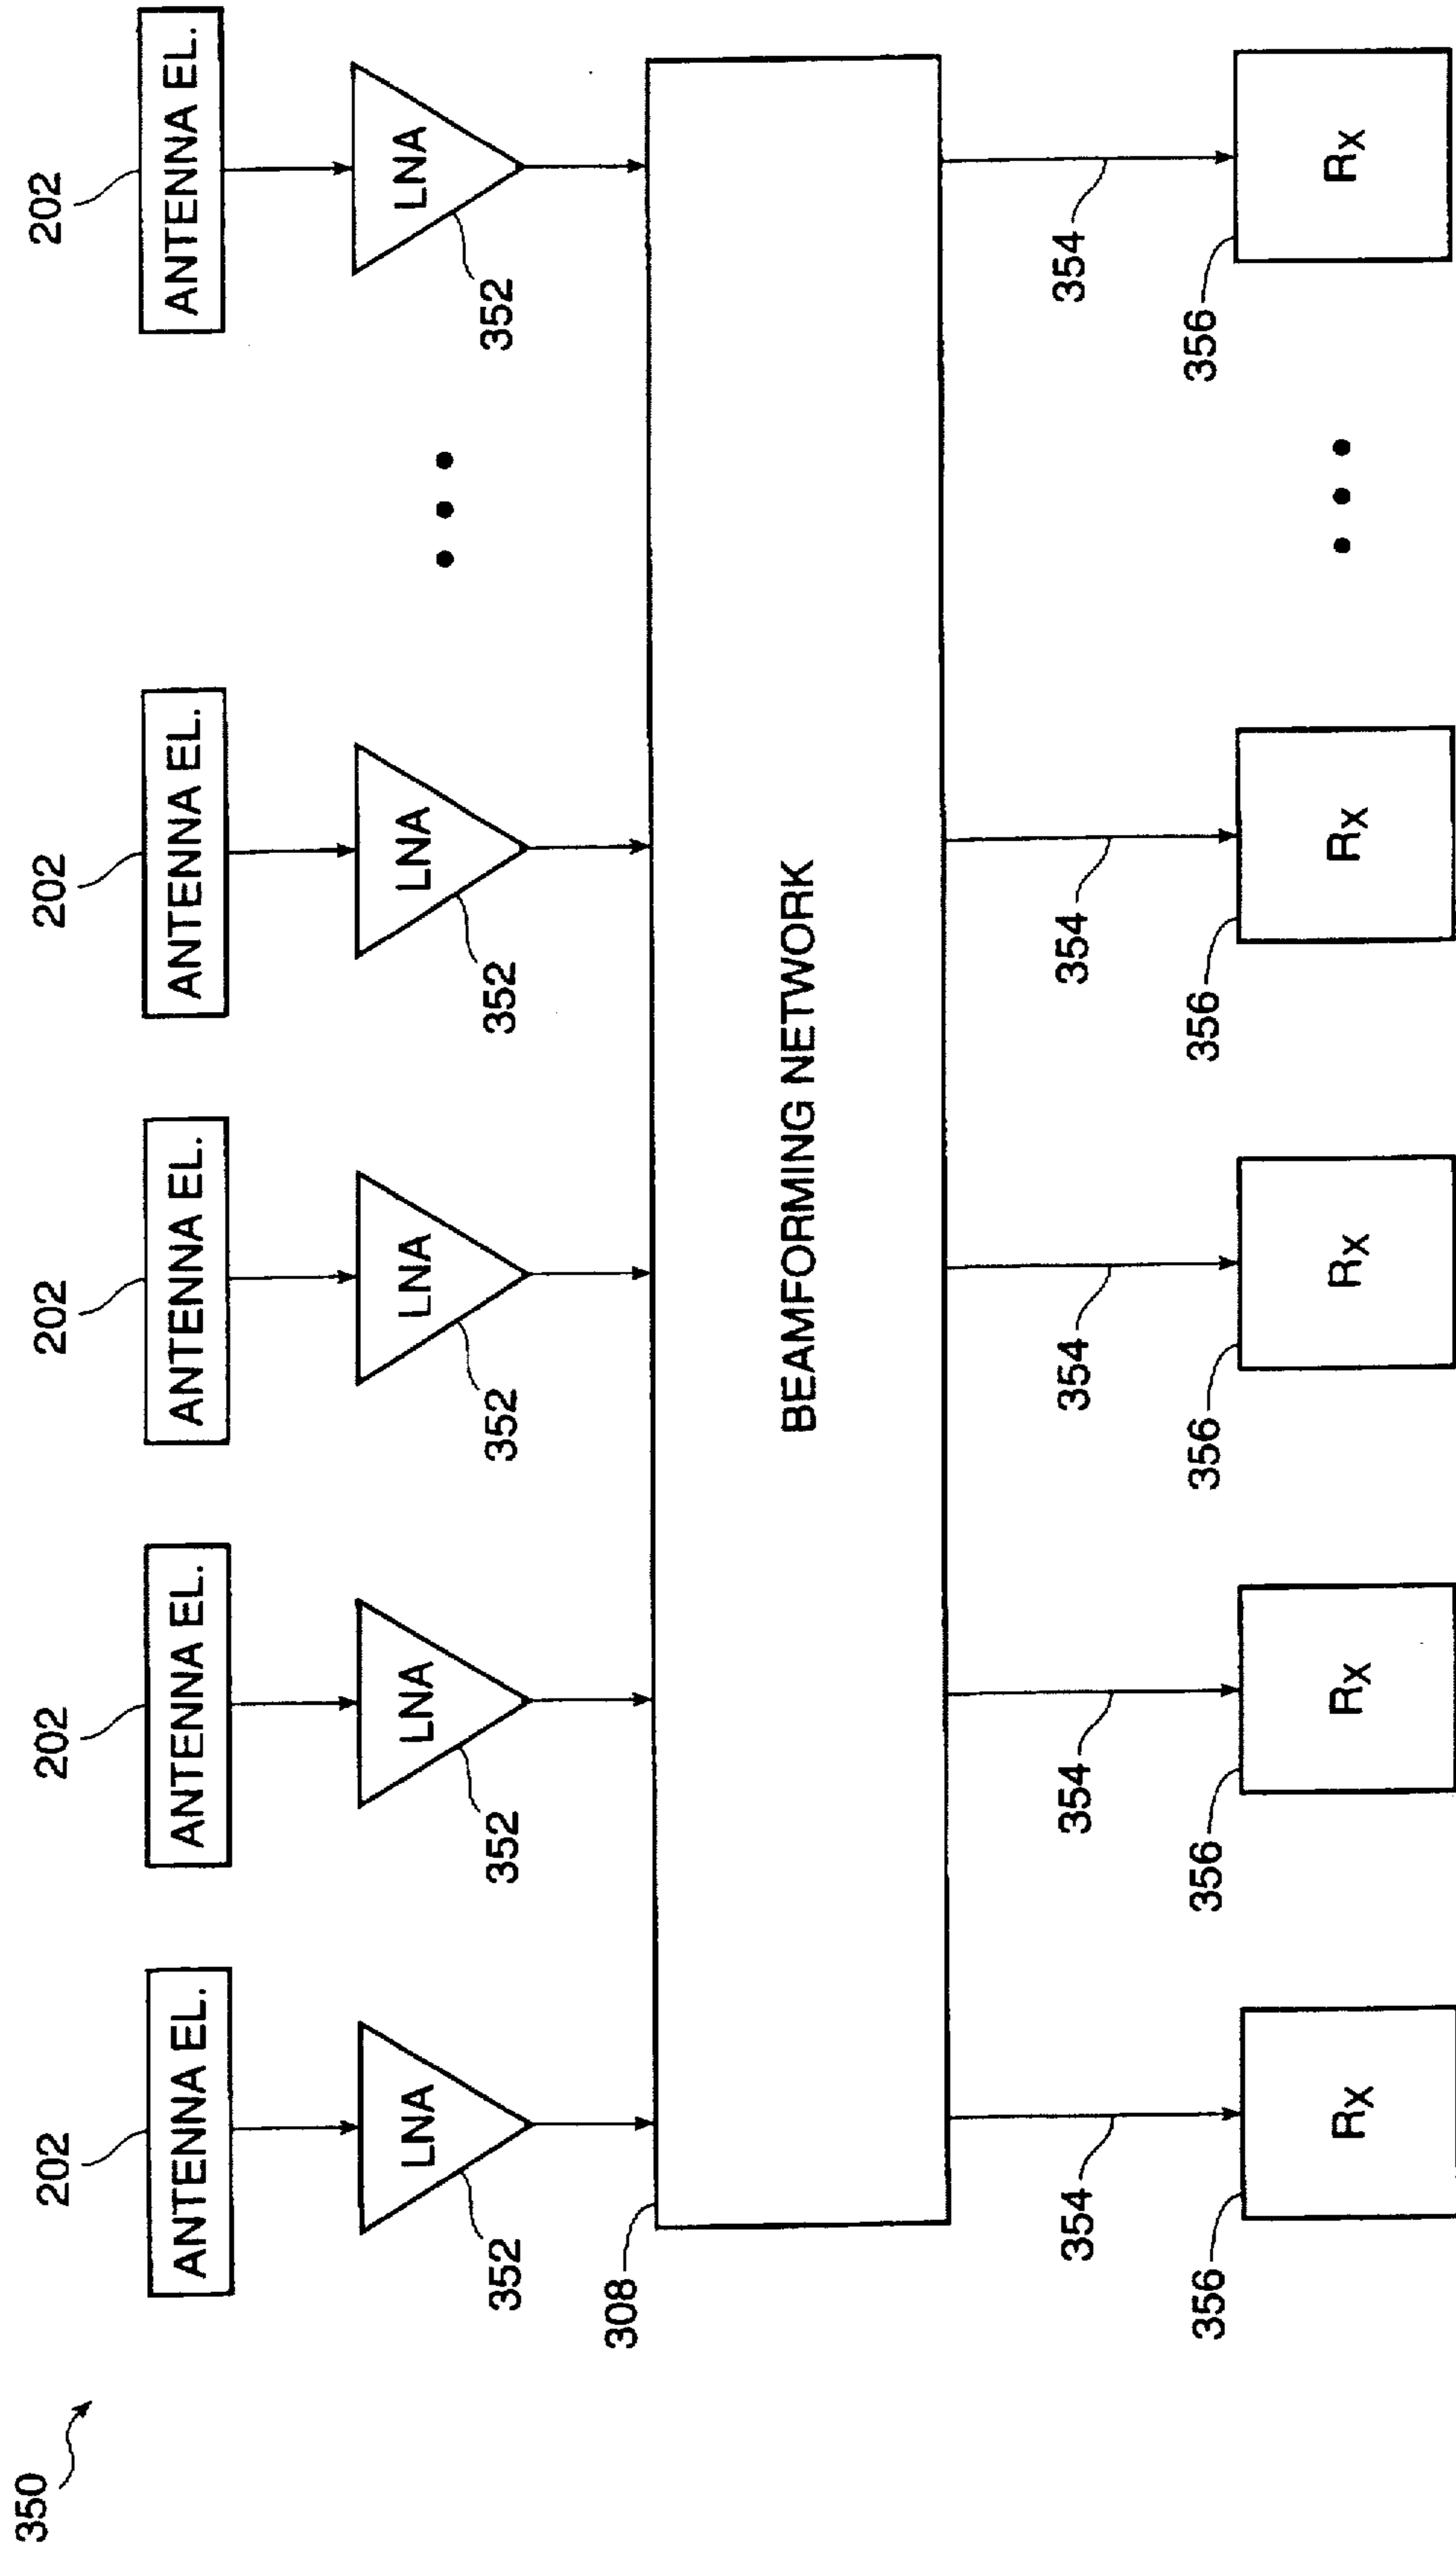 350
202 202 202 202 202
ANTENNA EL. ANTENNA EL. ANTENNA EL. ANTENNA EL. ANTENNA EL.
LNA LNA LNA LNA LNA
352 352 352 352 352
308
BEAMFORMING NETWORK
354 354 354 354 354
356 356 356 356 356
Rx Rx Rx Rx Rx